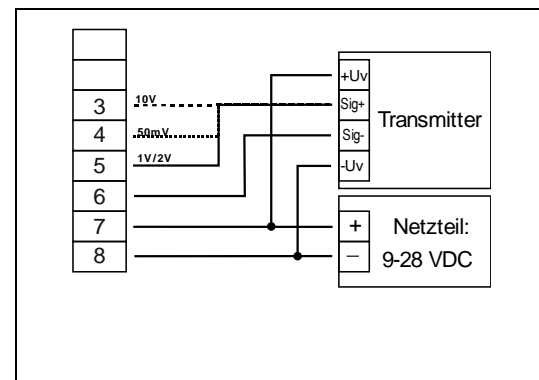 3
4
5
6
7
8
10V
50mV
1V/2V
+Uv
Sig+
Sig-
-Uv
Transmitter
+
−
Netzteil:
9-28 VDC